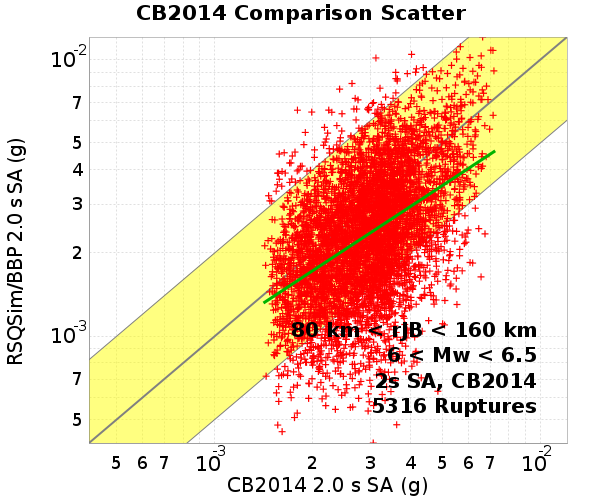 CB2014 Comparison Scatter
RSQSim/BBP 2.0 s SA (g)
10-2
7
5
4
3
2
10-3
7
5
80 km < rJB < 160 km
6 < Mw < 6.5
2s SA, CB2014
5316 Ruptures
5 6 7 10-3 2 3 4 5 6 7 10-2
CB2014 2.0 s SA (g)